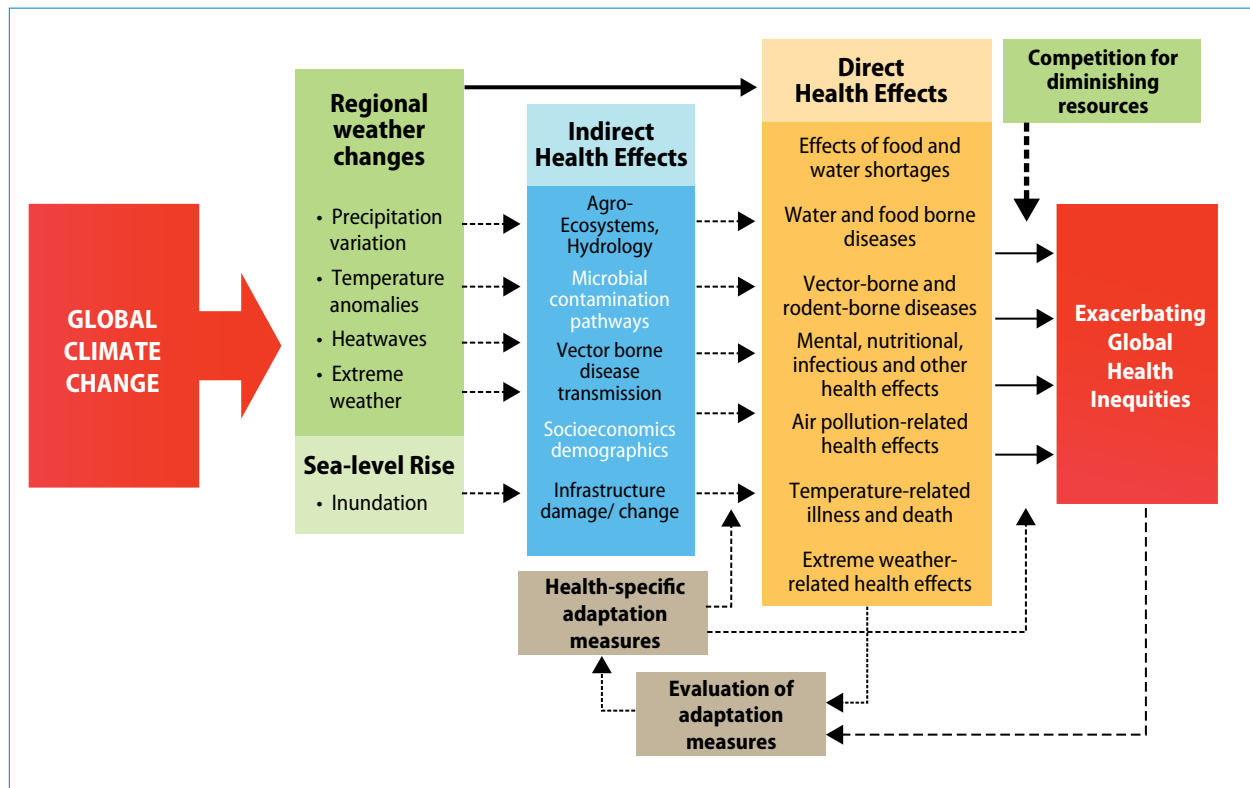 GLOBAL
CLIMATE
CHANGE
Regional
weather
changes
• Precipitation
variation
• Temperature
anomalies
• Heatwaves
• Extreme
weather
Sea-level Rise
• Inundation
Indirect
Health Effects
Agro-
Ecosystems,
Hydrology
Microbial
contamination
pathways
Vector borne
disease
transmission
Socioeconomics
demographics
Infrastructure
damage/ change
Direct
Health Effects
Effects of food and
water shortages
Water and food borne
diseases
Vector-borne and
rodent-borne diseases
Mental, nutritional,
infectious and other
health effects
Air pollution-related
health effects
Temperature-related
illness and death
Extreme weather-
related health effects
Competition for
diminishing
resources
Exacerbating
Global
Health
Inequities
Health-specific
adaptation
measures
Evaluation of
adaptation
measures